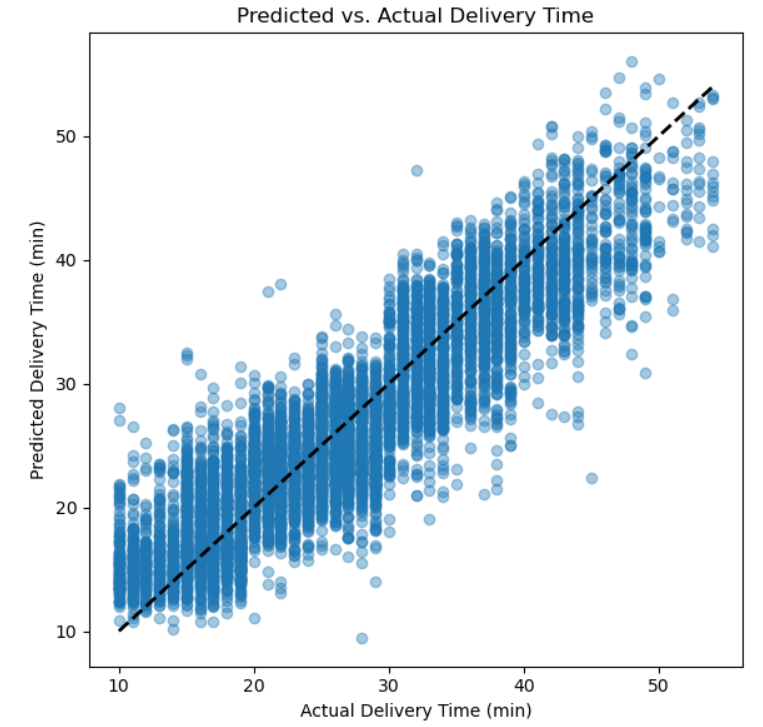 Predicted vs. Actual Delivery Time
Predicted Delivery Time (min)
50
40
30
20
10
10 20 30 40 50
Actual Delivery Time (min)